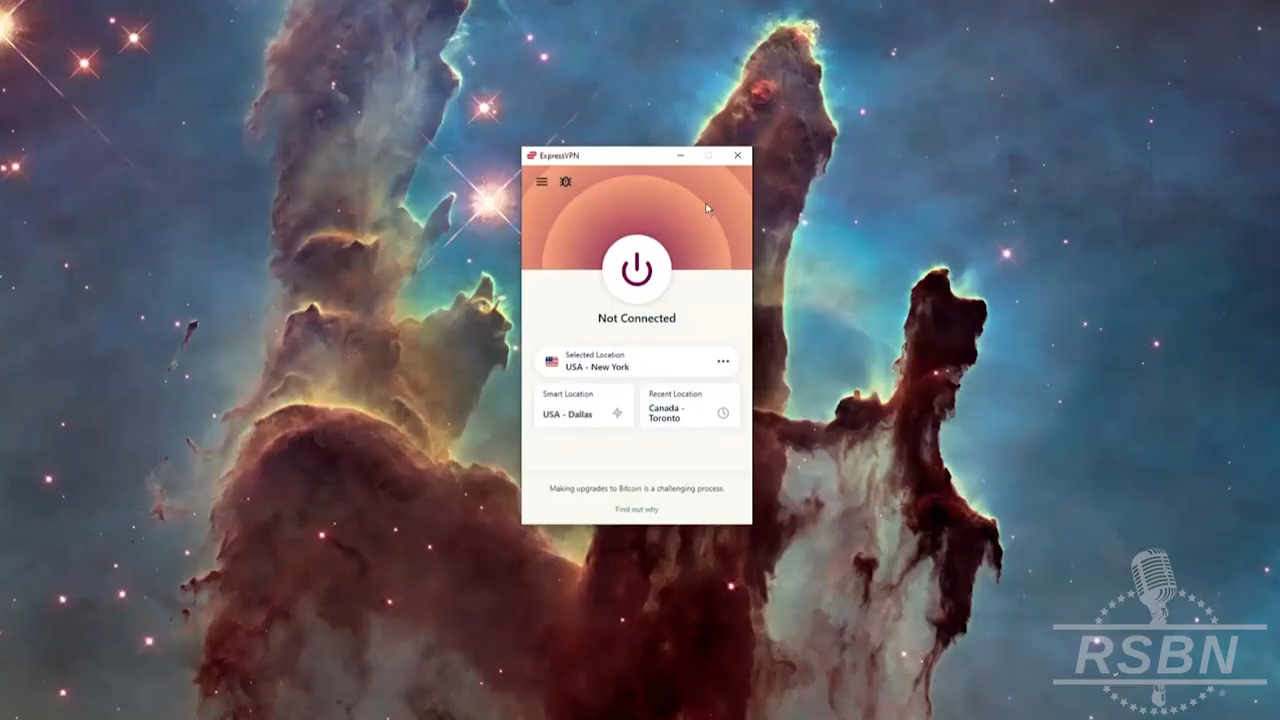 ExpressVPN
Not Connected
Selected Location
USA - New York
Smart Location
USA - Dallas
Recent Location
Canada -
Toronto
Making upgrades to Bitcoin is a challenging process.
Find out why
RSBN